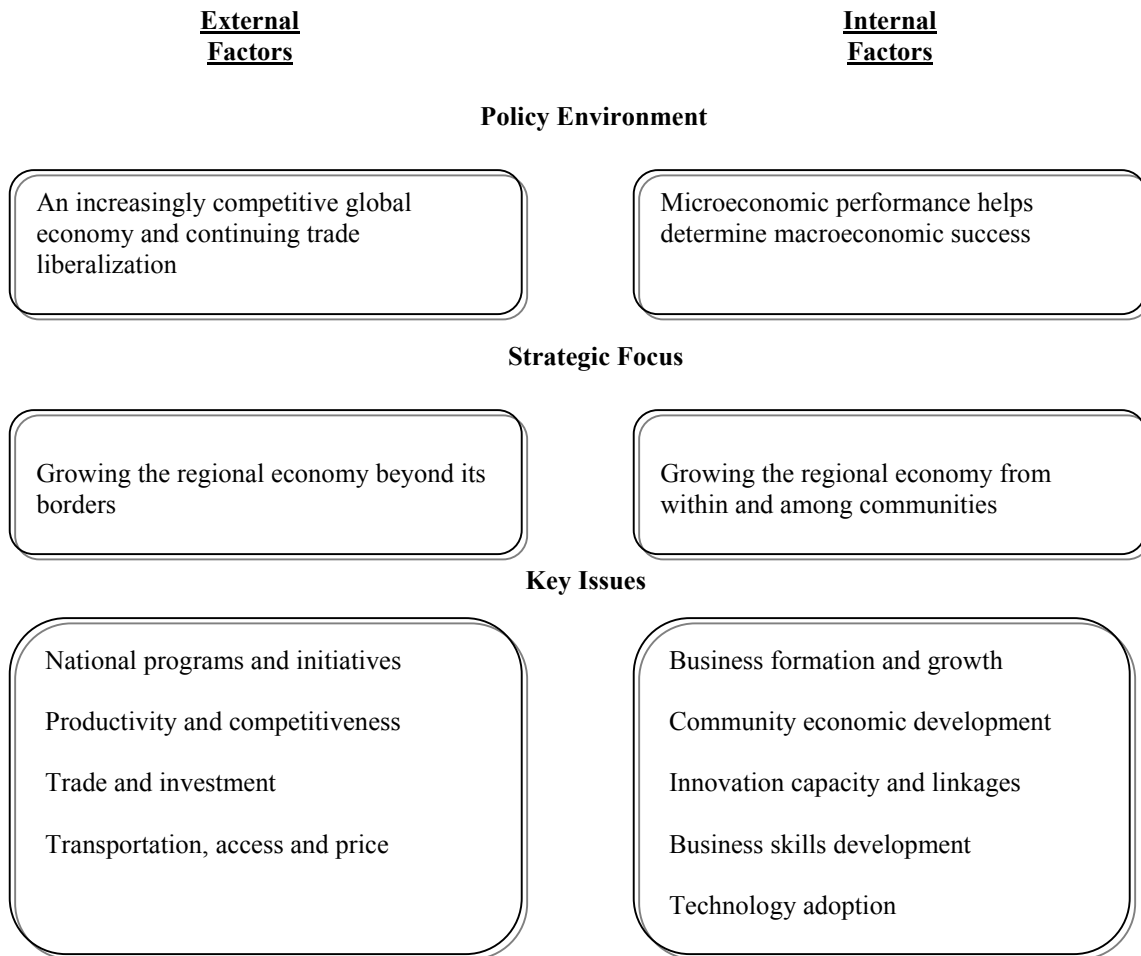 External
Factors
Internal
Factors
Policy Environment
An increasingly competitive global
economy and continuing trade
liberalization
Microeconomic performance helps
determine macroeconomic success
Strategic Focus
Growing the regional economy beyond its
borders
Growing the regional economy from
within and among communities
Key Issues
National programs and initiatives
Productivity and competitiveness
Trade and investment
Transportation, access and price
Business formation and growth
Community economic development
Innovation capacity and linkages
Business skills development
Technology adoption